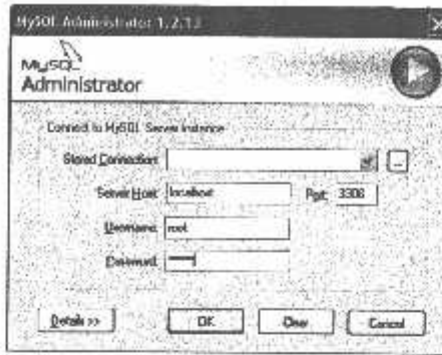 MySQL Administrator 1.2.13
MySQL
Administrator
Connect to MySQL Server Instance
Stored Connection:
...
Server Host: localhost Port: 3306
Username: root
Password:
Details >> OK Clear Cancel